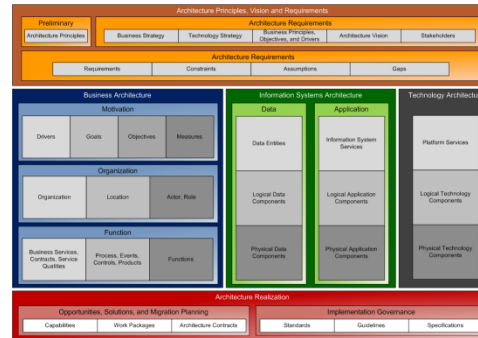 Architecture Principles, Vision and Requirements
Preliminary
Architecture Principles
Architecture Requirements
Business Strategy
Technology Strategy
Business Principles,
Objectives, and Drivers
Architecture Vision
Stakeholders
Architecture Requirements
Requirements
Constraints
Assumptions
Gaps
Business Architecture
Motivation
Drivers
Goals
Objectives
Measures
Organization
Organization
Location
Actor, Role
Function
Business Services,
Contracts, Service
Qualities
Process, Events,
Controls, Products
Functions
Information Systems Architecture
Data
Data Entities
Logical Data
Components
Physical Data
Components
Application
Information System
Services
Logical Application
Components
Physical Application
Components
Technology Architectu
Platform Services
Logical Technology
Components
Physical Technology
Components
Architecture Realization
Opportunities, Solutions, and Migration Planning
Capabilities
Work Packages
Architecture Contracts
Implementation Governance
Standards
Guidelines
Specifications